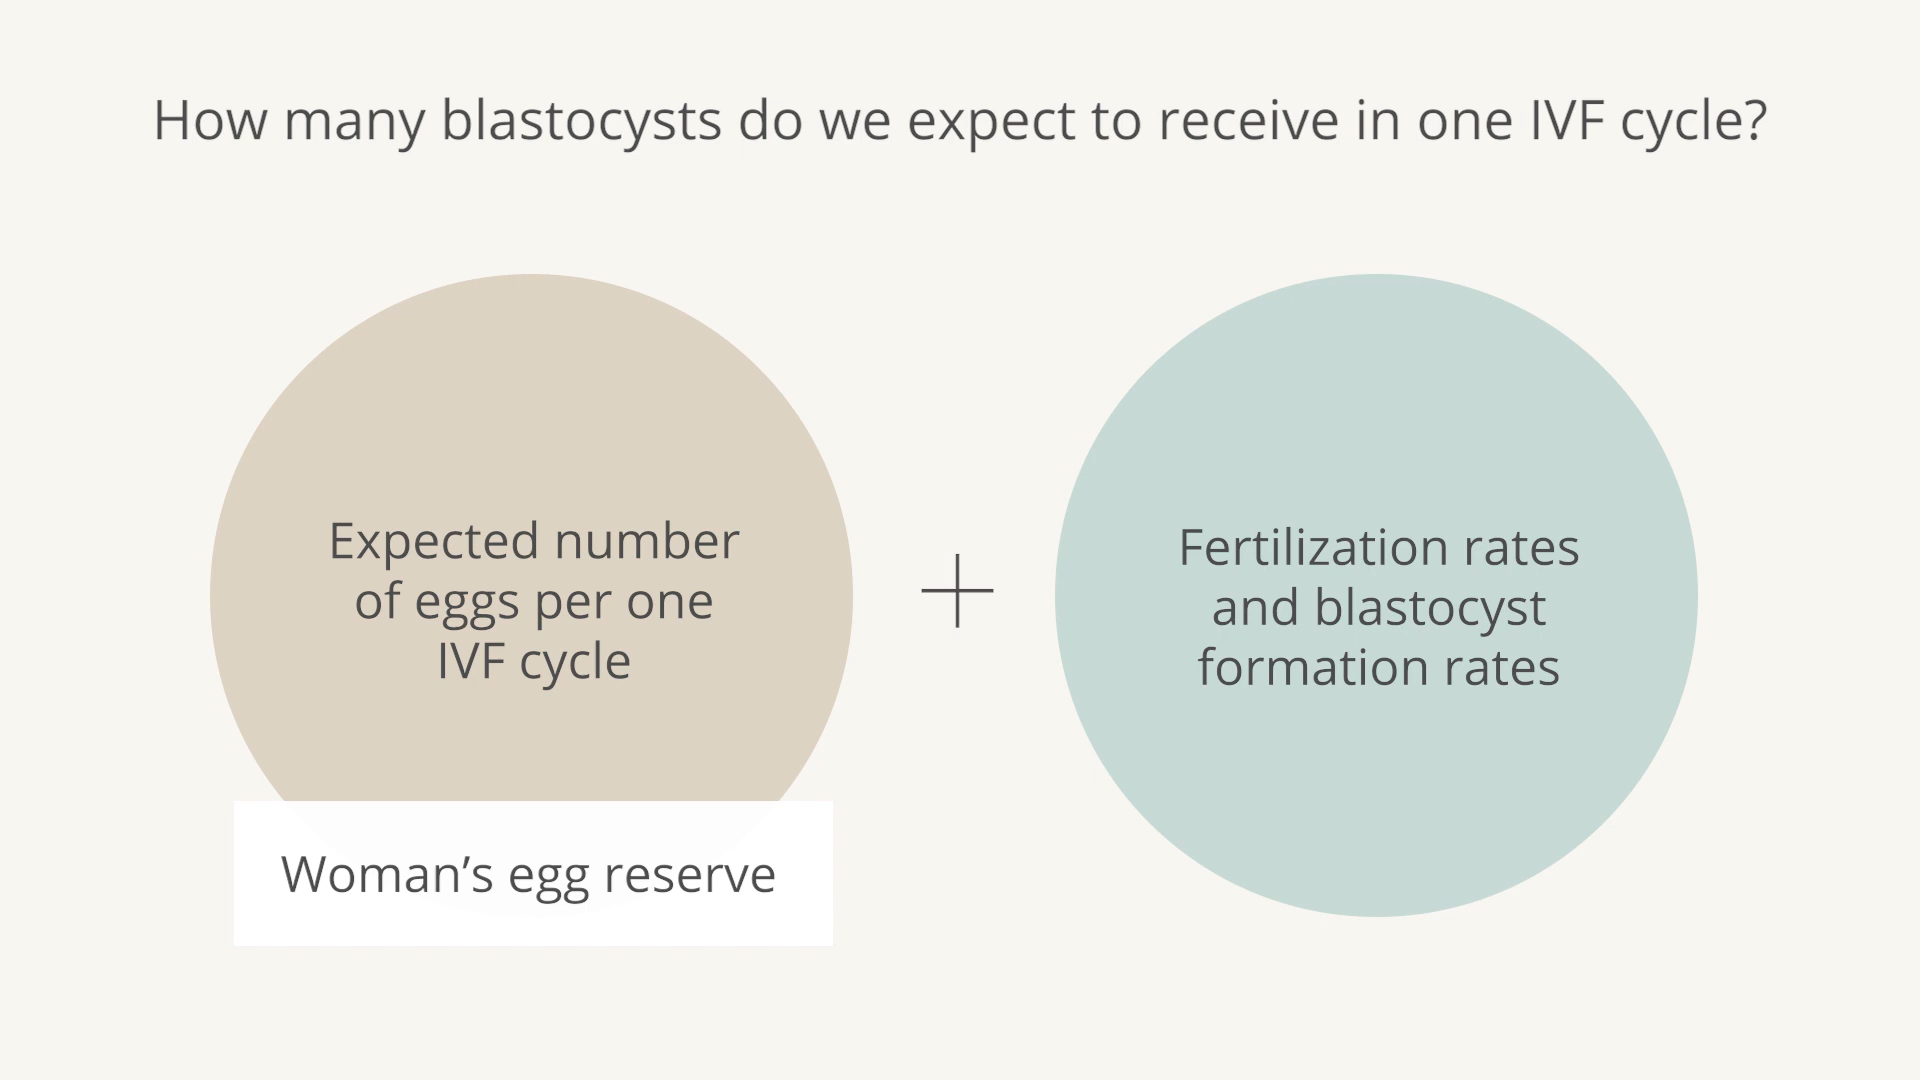 How many blastocysts do we expect to receive in one IVF cycle?
Expected number
of eggs per one
IVF cycle
+
Fertilization rates
and blastocyst
formation rates
Woman’s egg reserve